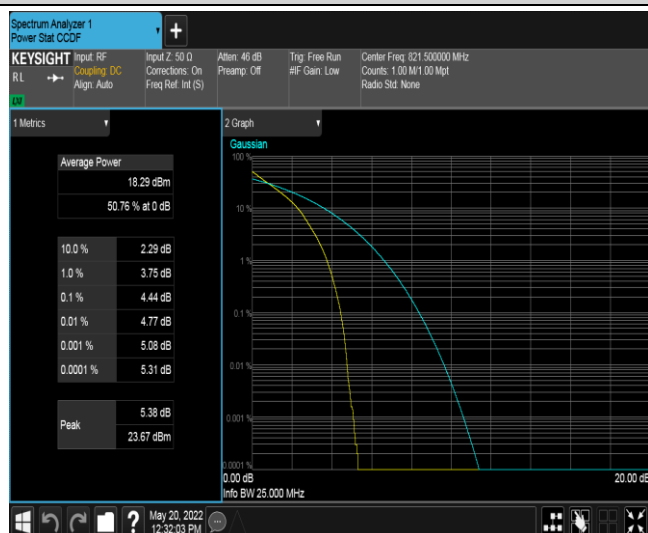 Spectrum Analyzer 1
Power Stat CCDF
+
KEYSIGHT Input: RF Input Z: 50 Ω Atten: 46 dB Trig: Free Run Center Freq: 821.500000 MHz
RL Coupling: DC Corrections: On Preamp: Off #IF Gain: Low Counts: 1.00 M/1.00 Mpt
Align: Auto Freq Ref: Int (S) Radio Std: None
LXI
1 Metrics
2 Graph
Gaussian
Average Power
18.29 dBm
50.76 % at 0 dB
10.0 % 2.29 dB
1.0 % 3.75 dB
0.1 % 4.44 dB
0.01 % 4.77 dB
0.001 % 5.08 dB
0.0001 % 5.31 dB
Peak 5.38 dB
23.67 dBm
100 %
10 %
1 %
0.1 %
0.01 %
0.001 %
0.0001 %
0.00 dB 20.00 dB
Info BW 25.000 MHz
? May 20, 2022
12:32:03 PM